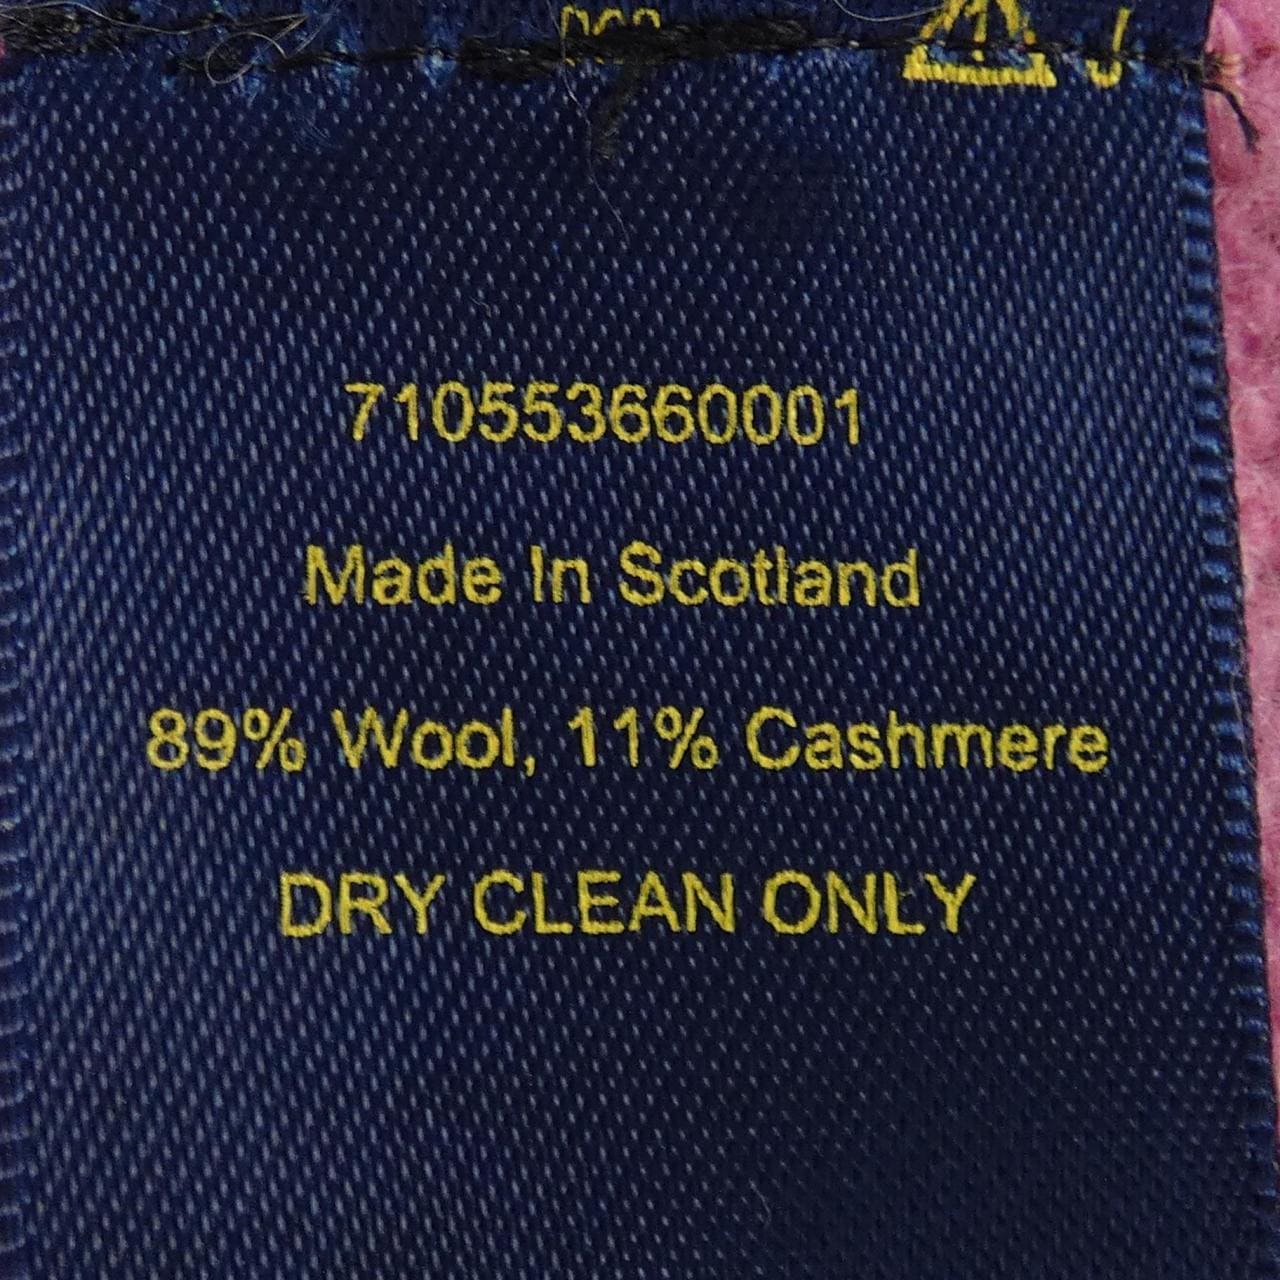 710553660001
Made In Scotland
89% Wool, 11% Cashmere
DRY CLEAN ONLY